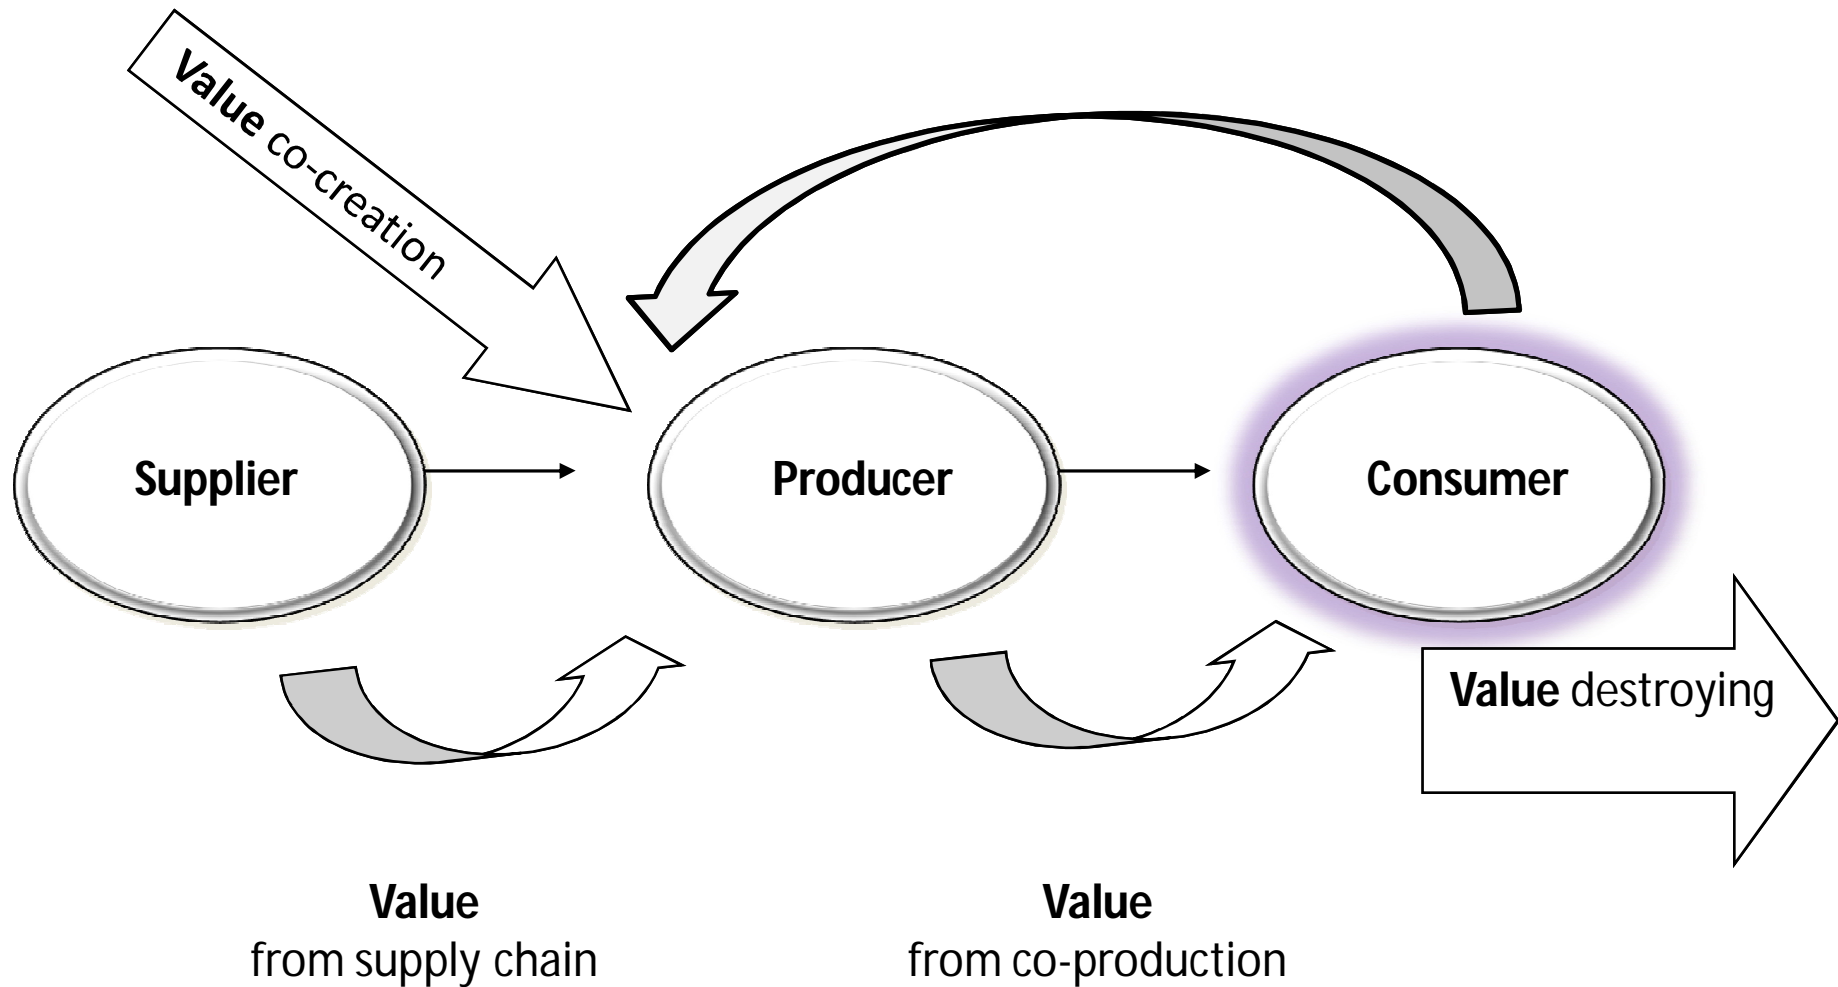 Value co-creation
Supplier
Producer
Consumer
Value destroying
Value
from supply chain
Value
from co-production